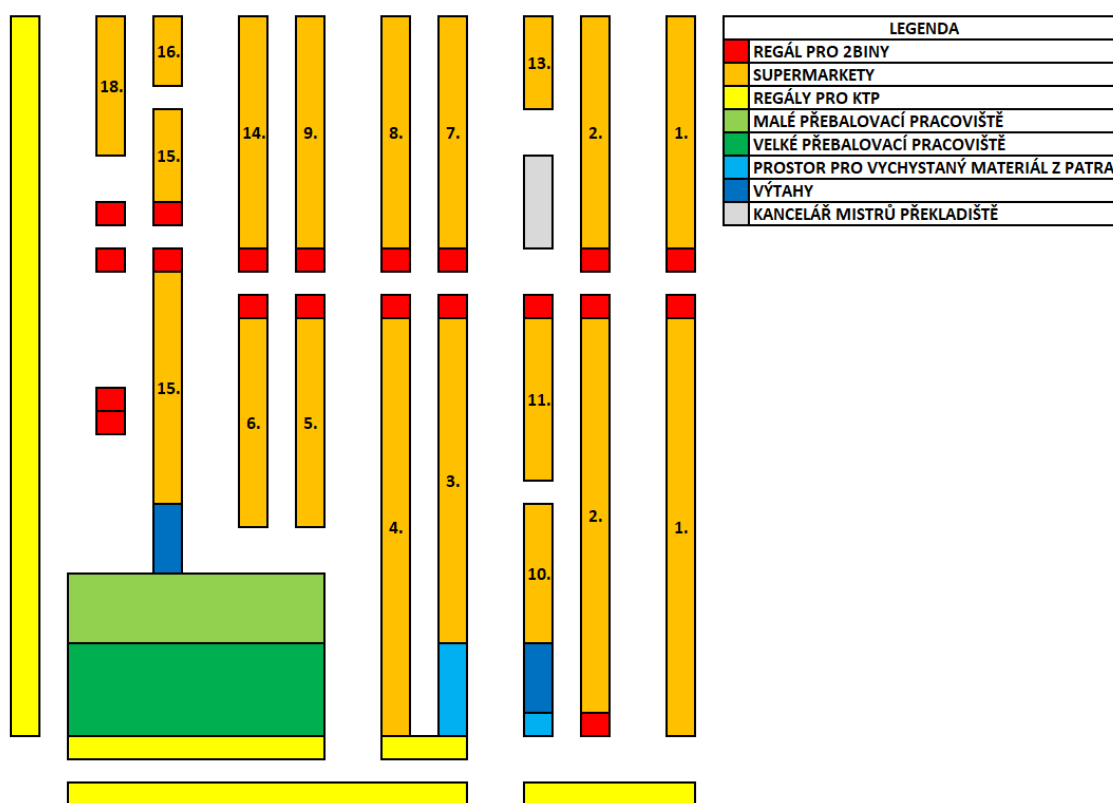 LEGENDA
REGÁL PRO 2BINY
SUPERMARKETY
REGÁLY PRO KTP
MALÉ PŘEBALOVACÍ PRACOVIŠTĚ
VELKÉ PŘEBALOVACÍ PRACOVIŠTĚ
PROSTOR PRO VYCHYSTANÝ MATERIÁL Z PATRA
VÝTAHY
KANCELÁŘ MISTRŮ PŘEKLADIŠTĚ
16.
13.
18.
14.
9.
8.
7.
2.
1.
15.
15.
11.
6.
5.
3.
4.
2.
1.
10.